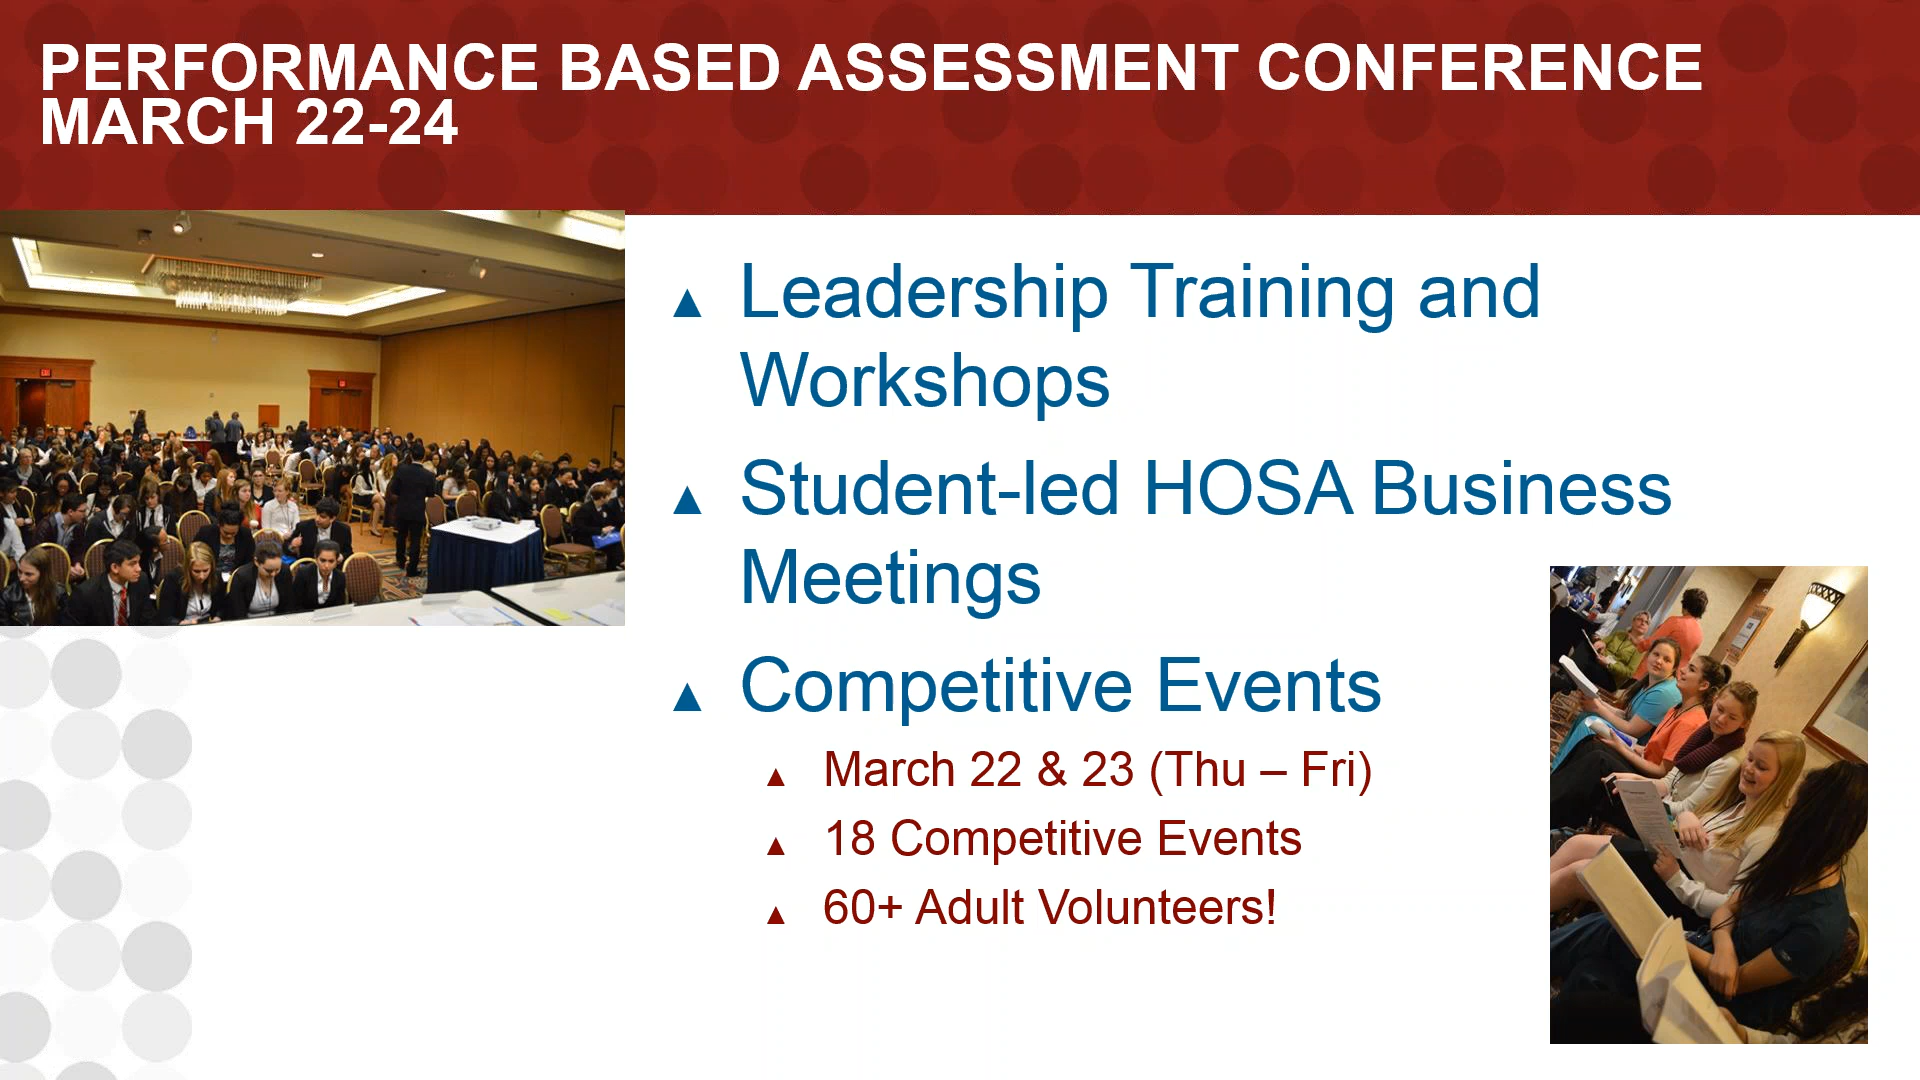 PERFORMANCE BASED ASSESSMENT CONFERENCE
MARCH 22-24
▲ Leadership Training and
Workshops
▲ Student-led HOSA Business
Meetings
▲ Competitive Events
▲ March 22 & 23 (Thu – Fri)
▲ 18 Competitive Events
▲ 60+ Adult Volunteers!